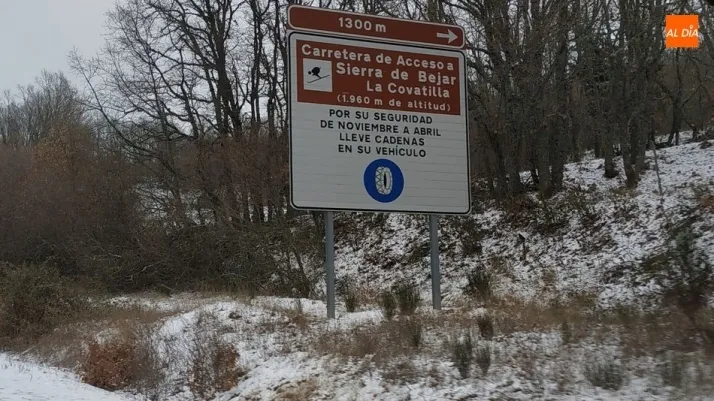 1300 m
Carretera de Acceso a
Sierra de Bejar
La Covatilla
(1.960 m de altitud)
POR SU SEGURIDAD
DE NOVIEMBRE A ABRIL
LLEVE CADENAS
EN SU VEHÍCULO
AL DÍA